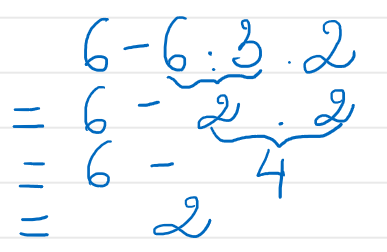 6 - 6 : 3 . 2
= 6 - 2 . 2
= 6 - 4
= 2